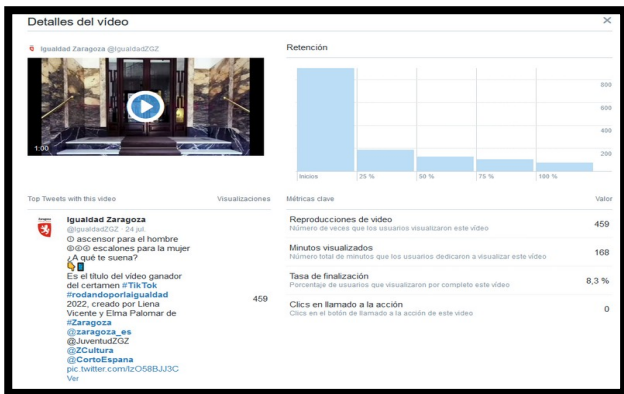 Detalles del vídeo
Igualdad Zaragoza @IgualdadZGZ
1:00
Retención
800
600
400
200
Inicios 25 % 50 % 75 % 100 %
Top Tweets with this video Visualizaciones
Igualdad Zaragoza
@IgualdadZGZ · 24 jul.
① ascensor para el hombre
①②③ escalones para la mujer
¿A qué te suena?
👇📱
Es el título del vídeo ganador
del certamen #TikTok
#rodandoporlaigualdad
2022, creado por Liena
Vicente y Elma Palomar de
#Zaragoza
@zaragoza_es
@JuventudZGZ
@ZCultura
@CortoEspana
pic.twitter.com/IzO58BJJ3C
Ver
459
Métricas clave Valor
Reproducciones de video
Número de veces que los usuarios visualizaron este vídeo
459
Minutos visualizados
Número total de minutos que los usuarios dedicaron a visualizar este vídeo
168
Tasa de finalización
Porcentaje de usuarios que visualizaron por completo este vídeo
8,3 %
Clics en llamado a la acción
Clics en el botón de llamado a la acción de este video
0